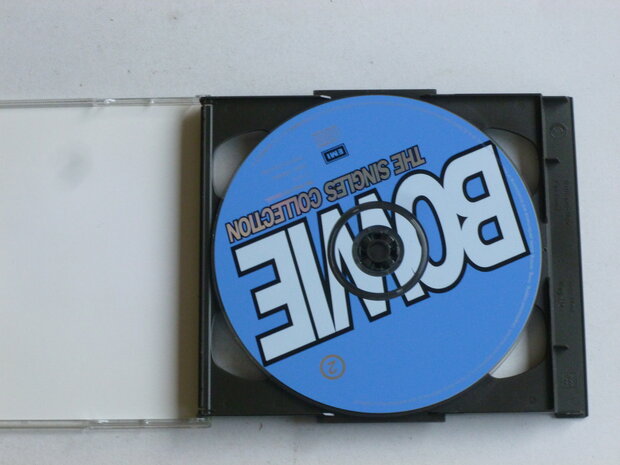 2
BOWIE
THE SINGLES COLLECTION
EMI